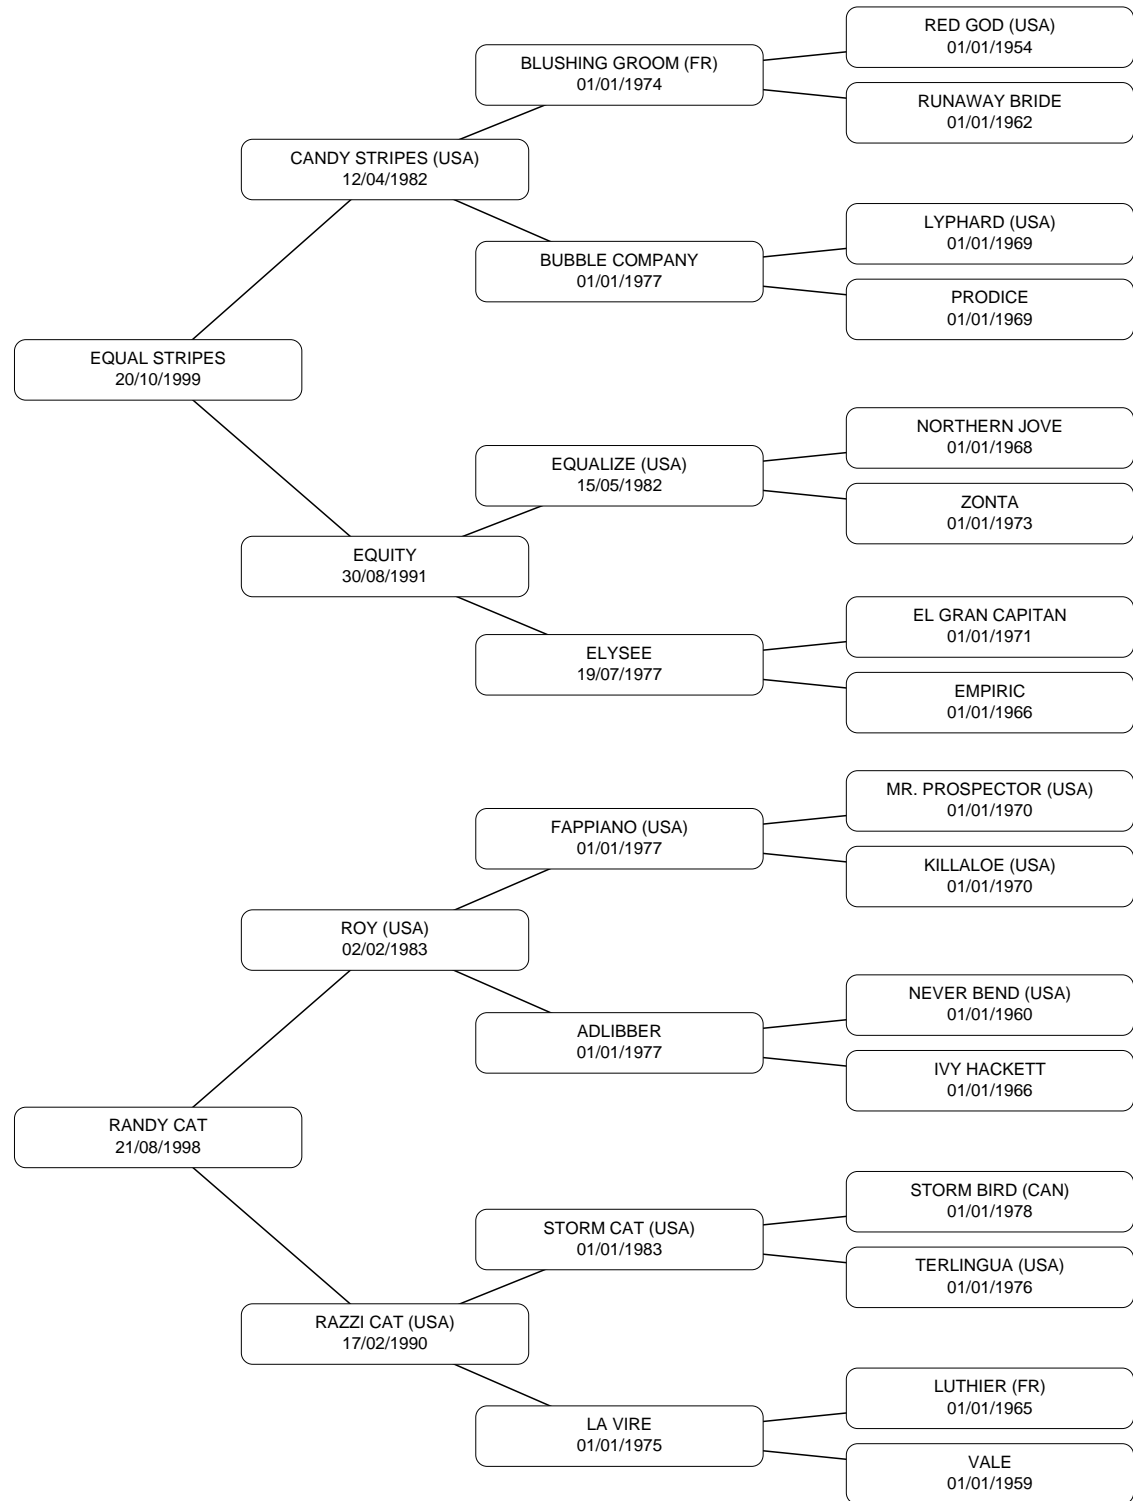 RED GOD (USA)
01/01/1954
BLUSHING GROOM (FR)
01/01/1974
RUNAWAY BRIDE
01/01/1962
CANDY STRIPES (USA)
12/04/1982
LYPHARD (USA)
01/01/1969
BUBBLE COMPANY
01/01/1977
PRODICE
01/01/1969
EQUAL STRIPES
20/10/1999
NORTHERN JOVE
01/01/1968
EQUALIZE (USA)
15/05/1982
ZONTA
01/01/1973
EQUITY
30/08/1991
EL GRAN CAPITAN
01/01/1971
ELYSEE
19/07/1977
EMPIRIC
01/01/1966
MR. PROSPECTOR (USA)
01/01/1970
FAPPIANO (USA)
01/01/1977
KILLALOE (USA)
01/01/1970
ROY (USA)
02/02/1983
NEVER BEND (USA)
01/01/1960
ADLIBBER
01/01/1977
IVY HACKETT
01/01/1966
RANDY CAT
21/08/1998
STORM BIRD (CAN)
01/01/1978
STORM CAT (USA)
01/01/1983
TERLINGUA (USA)
01/01/1976
RAZZI CAT (USA)
17/02/1990
LUTHIER (FR)
01/01/1965
LA VIRE
01/01/1975
VALE
01/01/1959